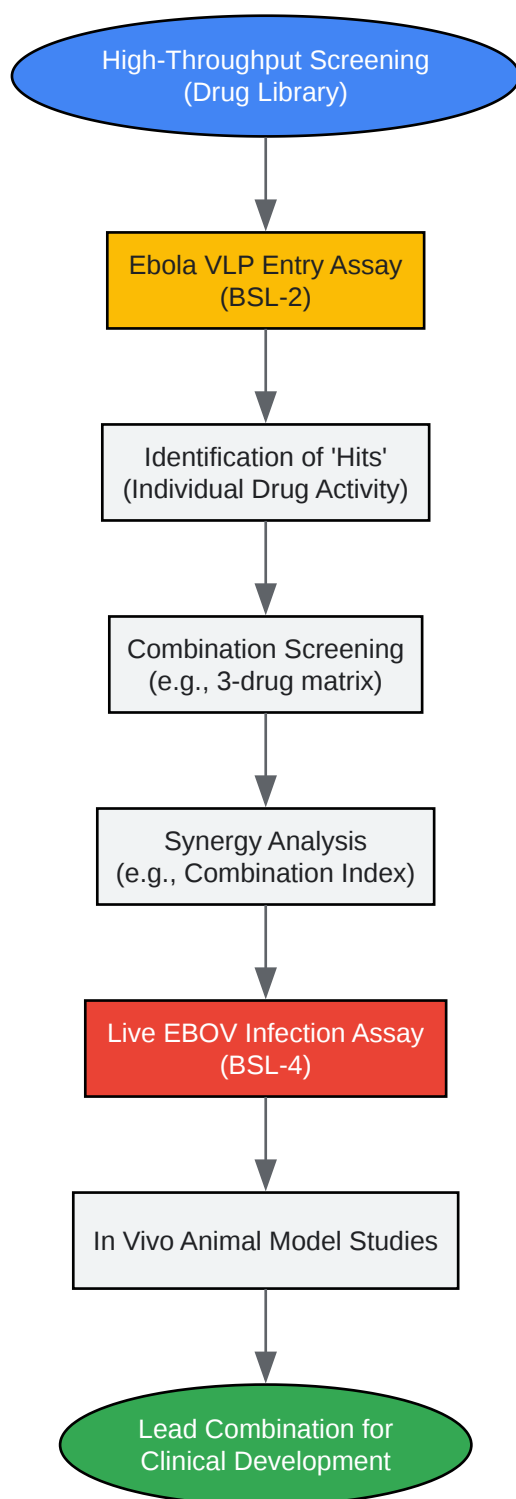 High-Throughput Screening
(Drug Library)
Ebola VLP Entry Assay
(BSL-2)
Identification of 'Hits'
(Individual Drug Activity)
Combination Screening
(e.g., 3-drug matrix)
Synergy Analysis
(e.g., Combination Index)
Live EBOV Infection Assay
(BSL-4)
In Vivo Animal Model Studies
Lead Combination for
Clinical Development